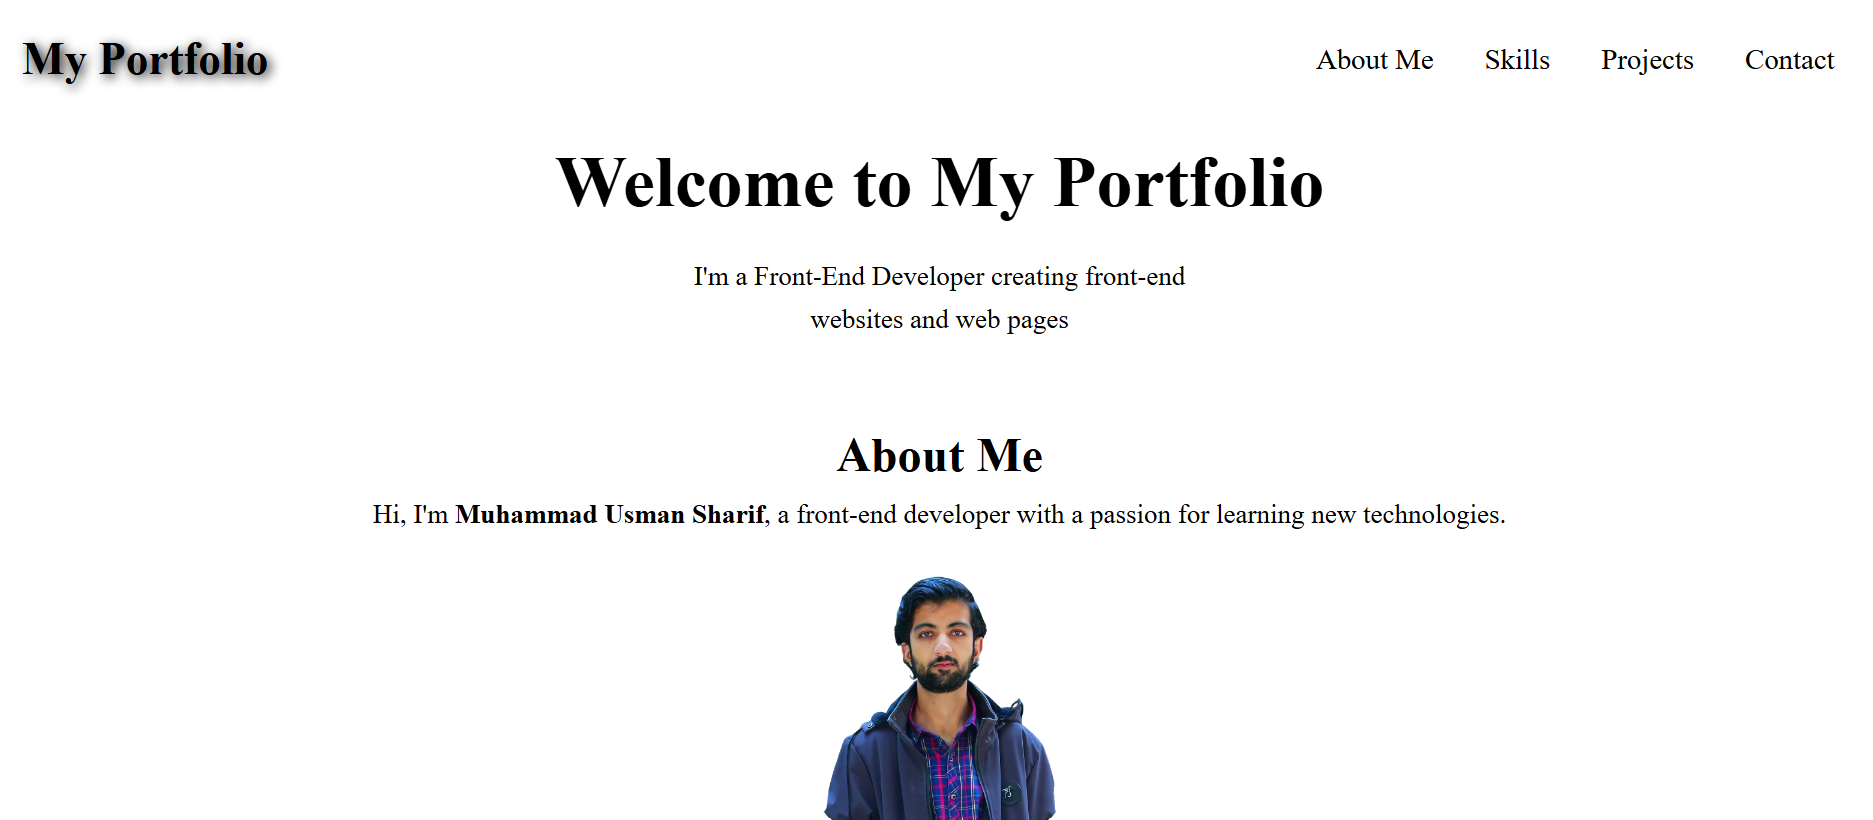 My Portfolio
About Me
Skills
Projects
Contact
Welcome to My Portfolio
I'm a Front-End Developer creating front-end
websites and web pages
About Me
Hi, I'm Muhammad Usman Sharif, a front-end developer with a passion for learning new technologies.